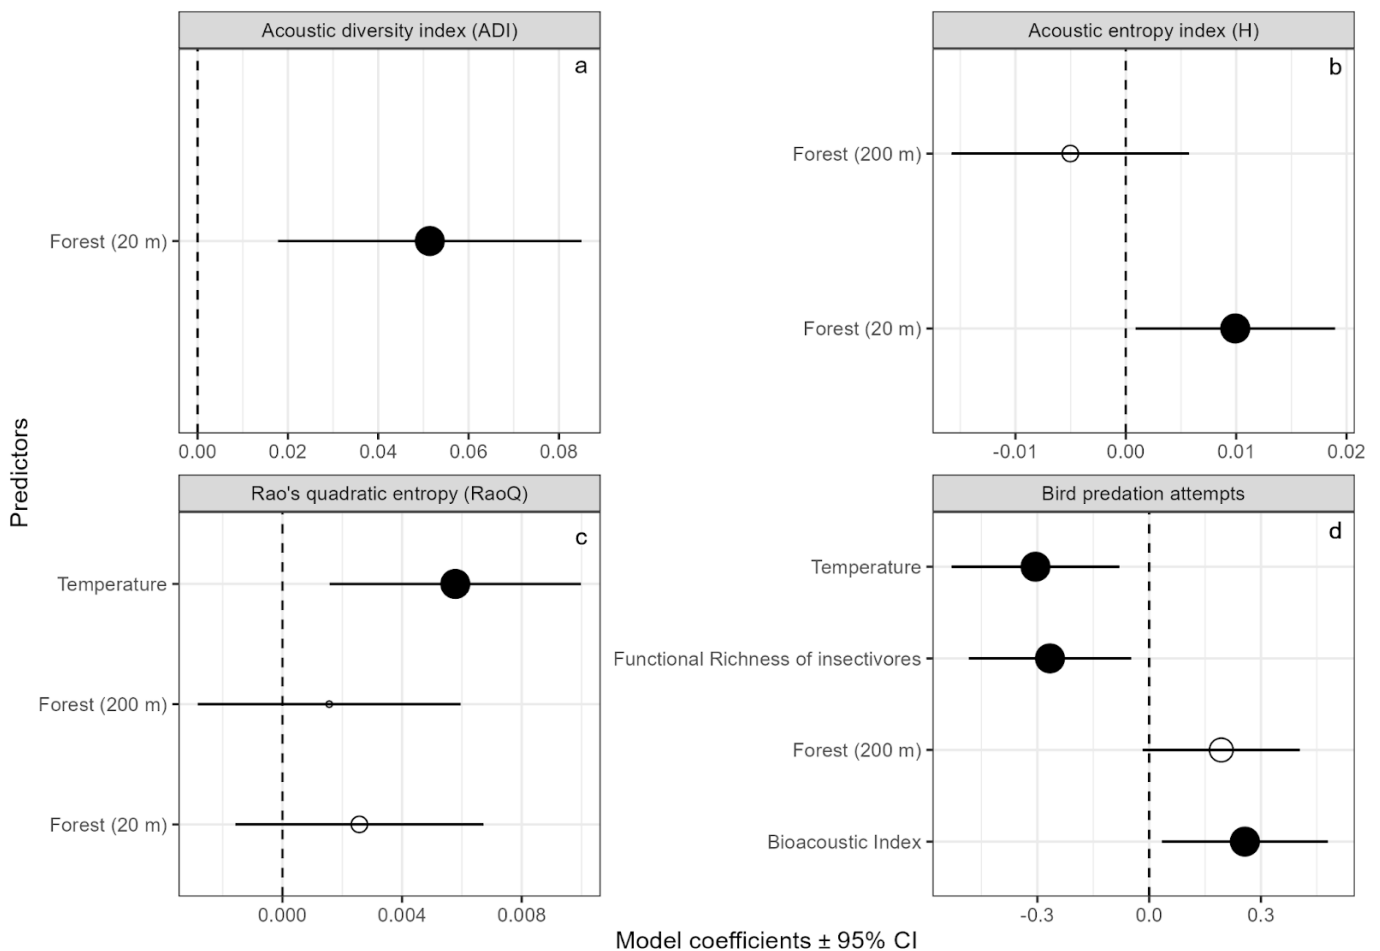 Acoustic diversity index (ADI)
a
Forest (20 m)
0.00 0.02 0.04 0.06 0.08
Acoustic entropy index (H)
b
Forest (200 m)
Forest (20 m)
-0.01 0.00 0.01 0.02
Predictors
Rao's quadratic entropy (RaoQ)
c
Temperature
Forest (200 m)
Forest (20 m)
0.000 0.004 0.008
Bird predation attempts
d
Temperature
Functional Richness of insectivores
Forest (200 m)
Bioacoustic Index
-0.3 0.0 0.3
Model coefficients ± 95% CI